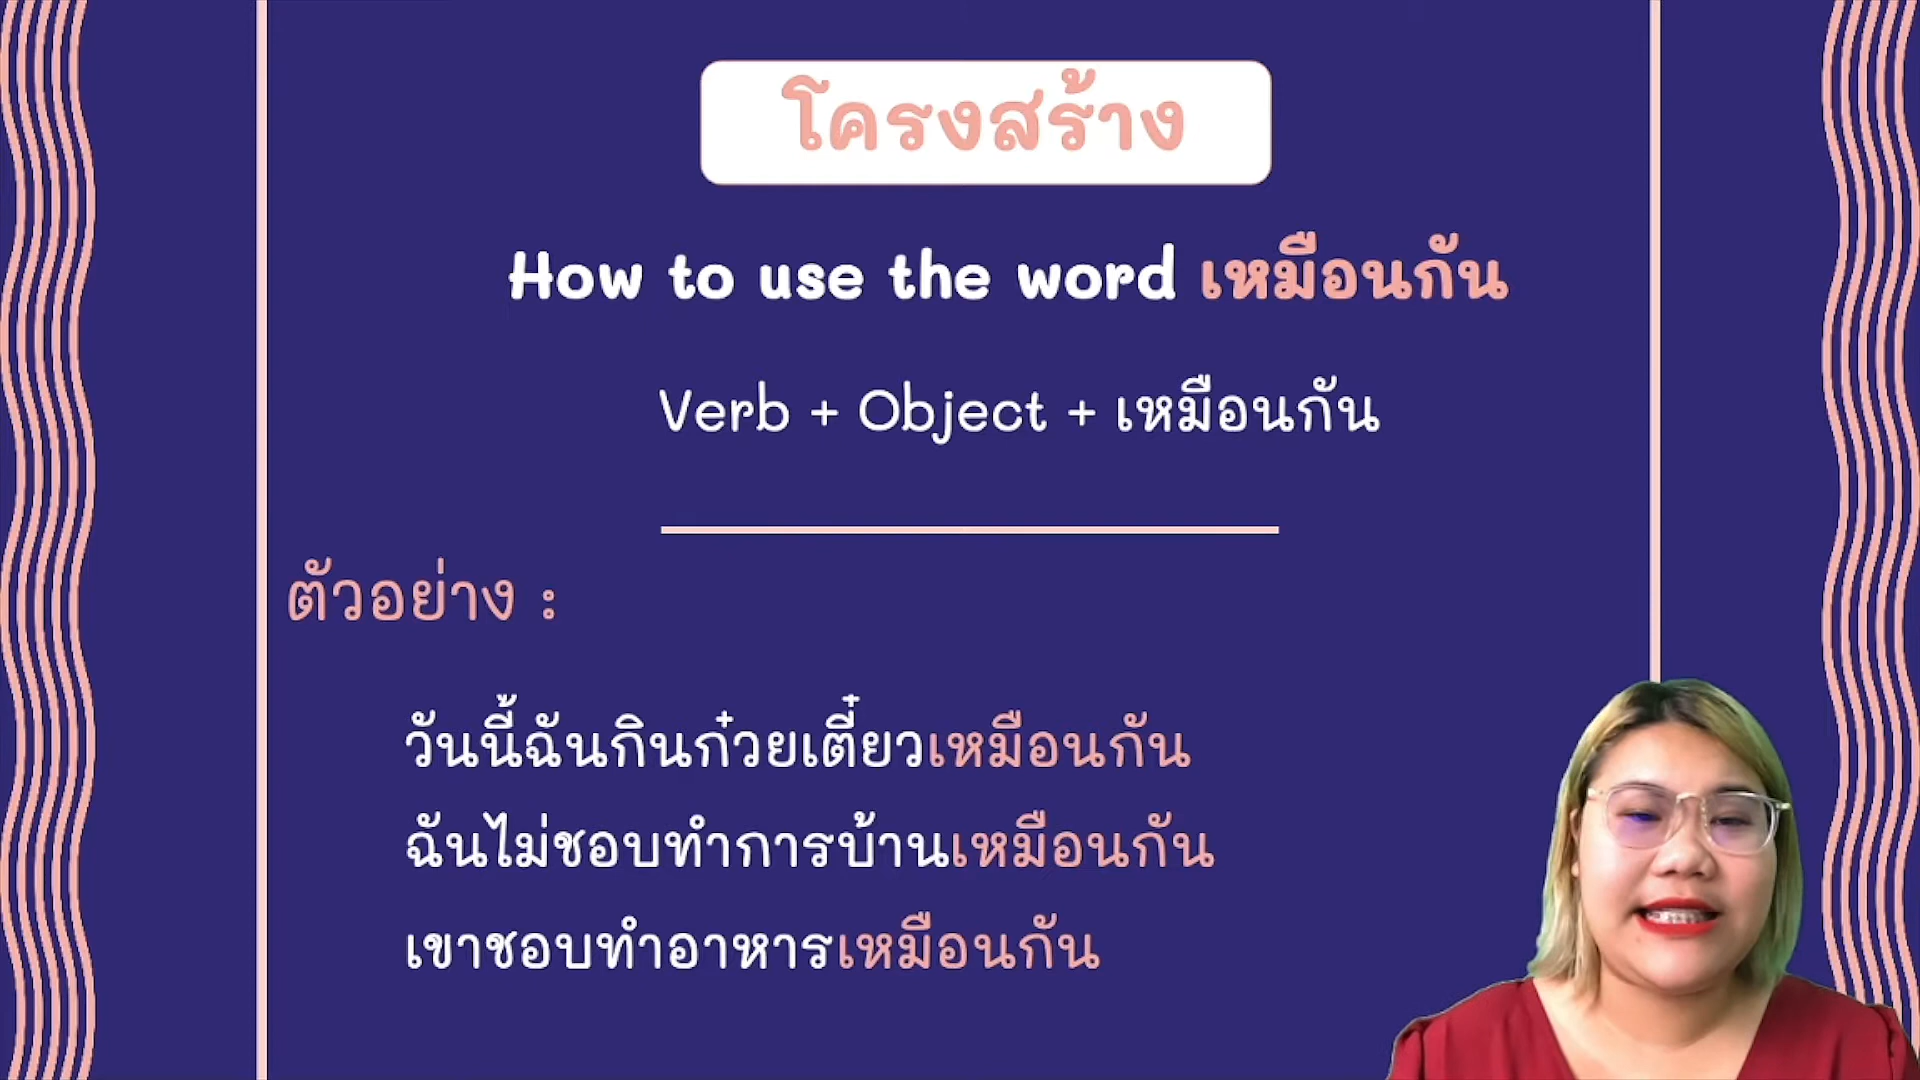 โครงสร้าง
How to use the word เหมือนกัน
Verb + Object + เหมือนกัน
ตัวอย่าง :
วันนี้ฉันกินก๋วยเตี๋ยวเหมือนกัน
ฉันไม่ชอบทำการบ้านเหมือนกัน
เขาชอบทำอาหารเหมือนกัน